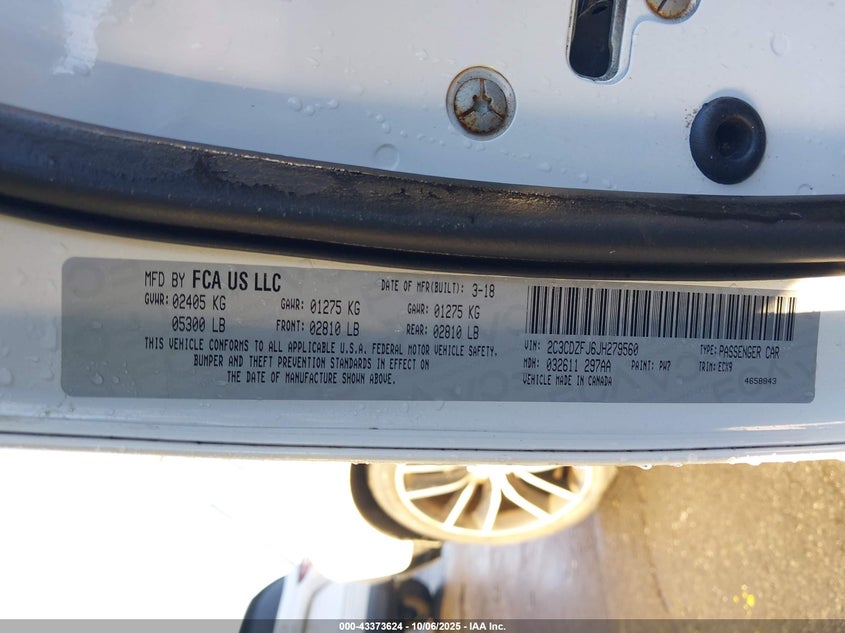 MFD BY FCA US LLC
DATE OF MFR(BUILT): 3-18
GVWR: 02405 KG GAWR: 01275 KG GAWR: 01275 KG
05300 LB FRONT: 02810 LB REAR: 02810 LB
THIS VEHICLE CONFORMS TO ALL APPLICABLE U.S.A. FEDERAL MOTOR VEHICLE SAFETY,
BUMPER AND THEFT PREVENTION STANDARDS IN EFFECT ON
THE DATE OF MANUFACTURE SHOWN ABOVE.
VIN: 2C3CDZFJ6JH279560 TYPE: PASSENGER CAR
MDH: 032611 297AA PAINT: PW7 TRIM: ECX9
VEHICLE MADE IN CANADA 4658843
000-43373624 - 10/06/2025 - IAA Inc.